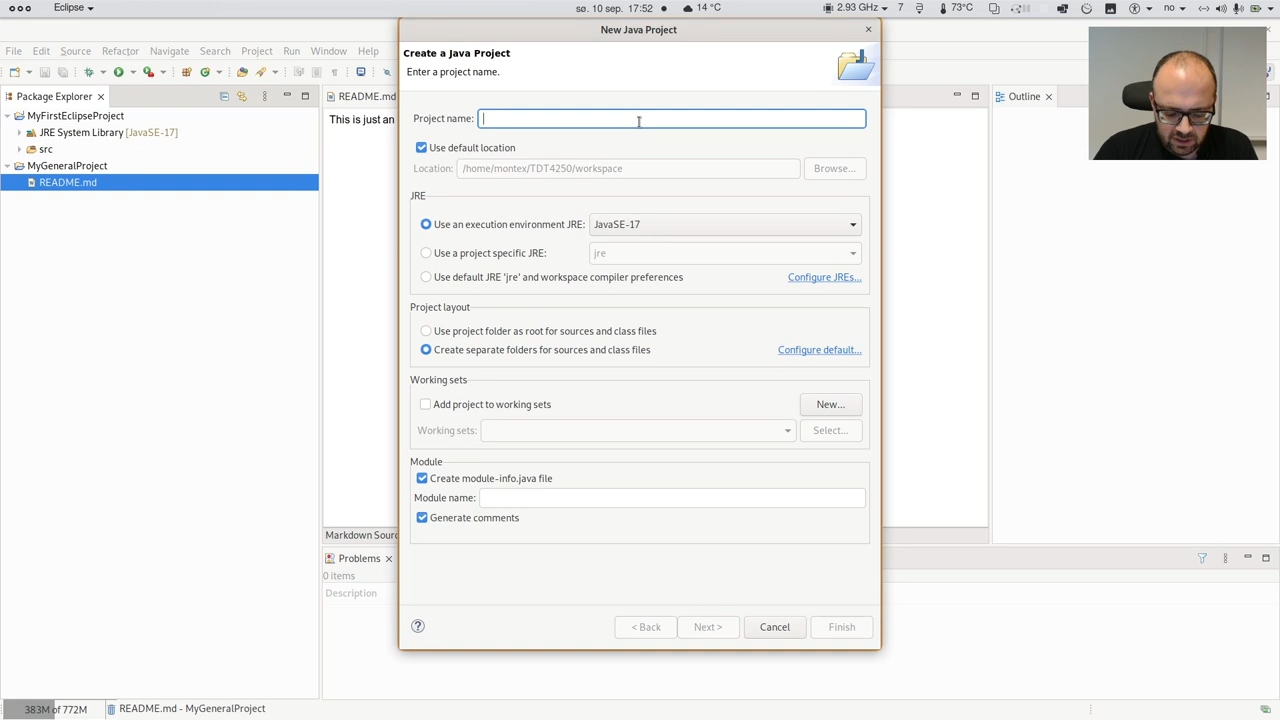 Eclipse
sø. 10 sep. 17:52
14 °C
2.93 GHz
7
73°C
no
New Java Project
File Edit Source Refactor Navigate Search Project Run Window Help
Create a Java Project
Enter a project name.
Package Explorer
README.md
Outline
MyFirstEclipseProject
JRE System Library [JavaSE-17]
src
MyGeneralProject
README.md
This is just an
Project name:
Use default location
Location: /home/montex/TDT4250/workspace Browse...
JRE
Use an execution environment JRE: JavaSE-17
Use a project specific JRE: jre
Use default JRE 'jre' and workspace compiler preferences Configure JREs...
Project layout
Use project folder as root for sources and class files
Create separate folders for sources and class files Configure default...
Working sets
Add project to working sets New...
Working sets: Select...
Module
Create module-info.java file
Module name:
Generate comments
Markdown Sour
Problems
0 items
Description
? < Back Next > Cancel Finish
383M of 772M
README.md - MyGeneralProject